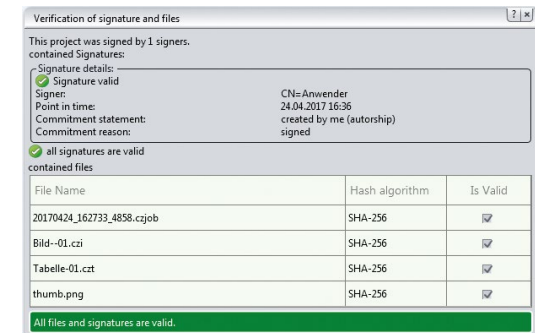 Verification of signature and files
This project was signed by 1 signers.
contained Signatures:
Signature details:
Signature valid
Signer: CN=Anwender
Point in time: 24.04.2017 16:36
Commitment statement: created by me (autorship)
Commitment reason: signed
all signatures are valid
contained files
File Name Hash algorithm Is Valid
20170424_162733_4858.czjob SHA-256
Bild--01.czi SHA-256
Tabelle-01.czt SHA-256
thumb.png SHA-256
All files and signatures are valid.